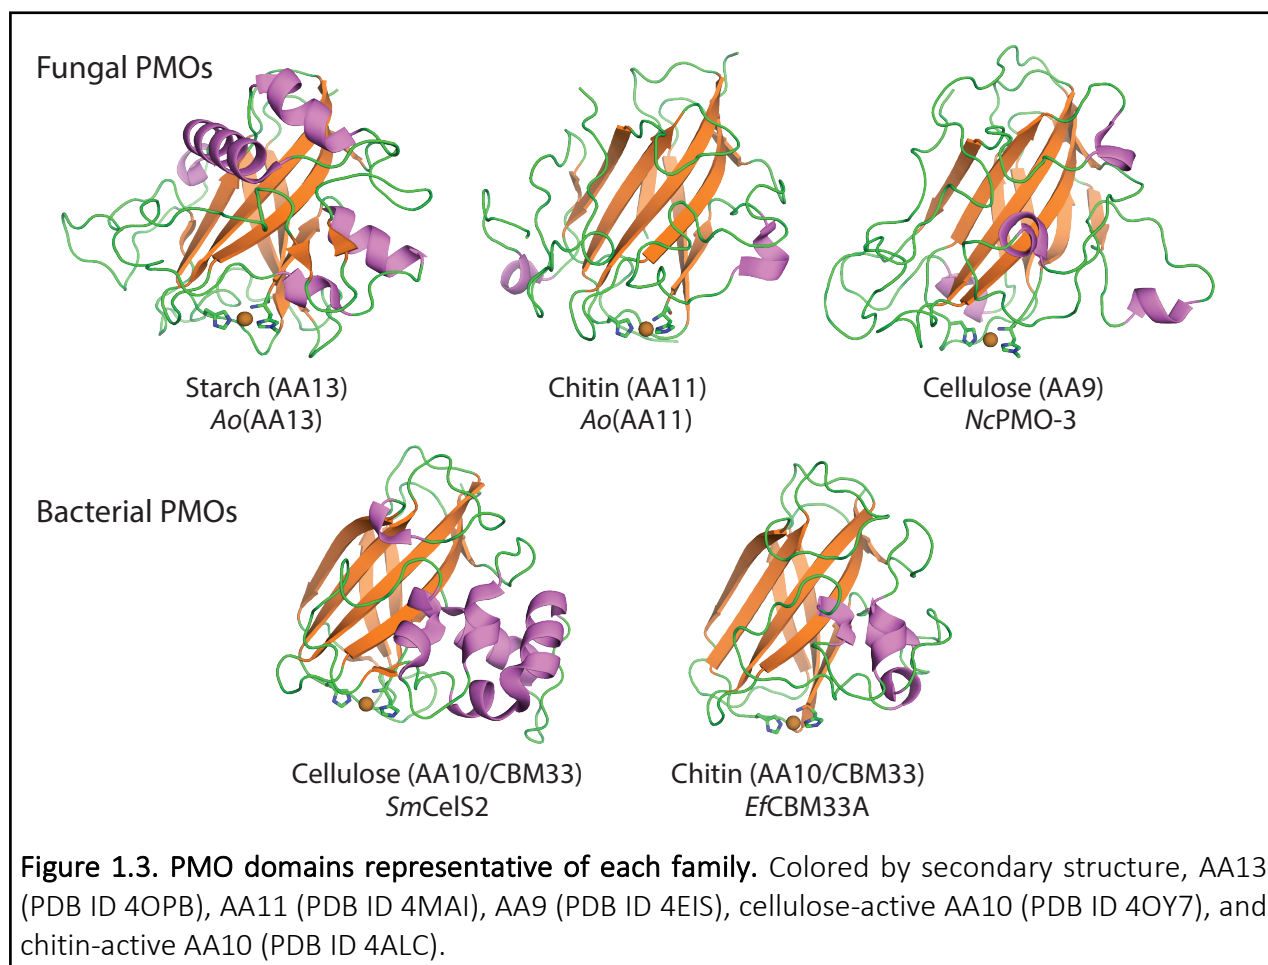 Fungal PMOs
Starch (AA13)
Ao(AA13)
Chitin (AA11)
Ao(AA11)
Cellulose (AA9)
NcPMO-3
Bacterial PMOs
Cellulose (AA10/CBM33)
SmCelS2
Chitin (AA10/CBM33)
EfCBM33A
Figure 1.3. PMO domains representative of each family. Colored by secondary structure, AA13
(PDB ID 4OPB), AA11 (PDB ID 4MAI), AA9 (PDB ID 4EIS), cellulose-active AA10 (PDB ID 4OY7), and
chitin-active AA10 (PDB ID 4ALC).